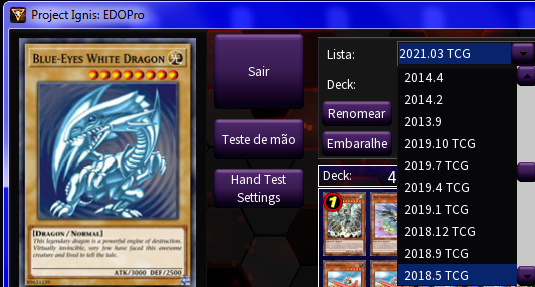 Project Ignis: EDOPro
BLUE-EYES WHITE DRAGON
[DRAGON / NORMAL]
This legendary dragon is a powerful engine of destruction.
Virtually invincible, very few have faced this awesome
creature and lived to tell the tale.
ATK/3000 DEF/2500
Sair
Teste de mão
Hand Test
Settings
Lista:
2021.03 TCG
Deck:
Renomear
Embaralhe
Deck:
4
1
2014.4
2014.2
2013.9
2019.10 TCG
2019.7 TCG
2019.4 TCG
2019.1 TCG
2018.12 TCG
2018.9 TCG
2018.5 TCG